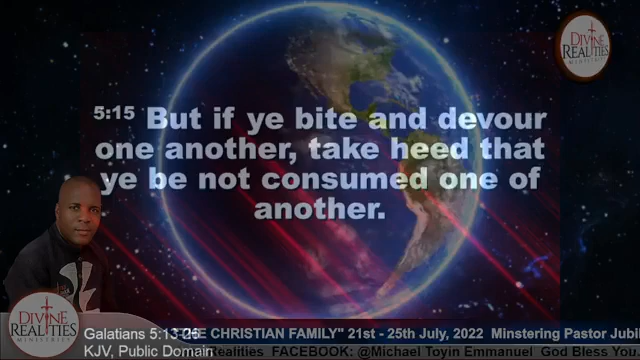 DIVINE
REALITIES
MINISTRIES
5:15 But if ye bite and devour
one another, take heed that
ye be not consumed one of
another.
DIVINE
REALITIES
MINISTRIES
Galatians 5:13-26
KJV, Public Domain
CHRISTIAN FAMILY" 21st - 25th July, 2022 Minstering Pastor Jubil
Realities FACEBOOK: @Michael Toyin Emmanuel God Bless You